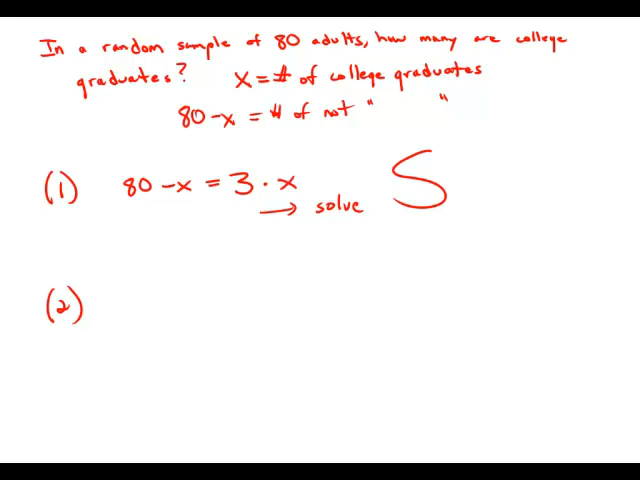 In a random sample of 80 adults, how many are college
graduates? x = # of college graduates
80 - x = # of not " "
(1) 80 - x = 3 · x
→ solve S
(2)